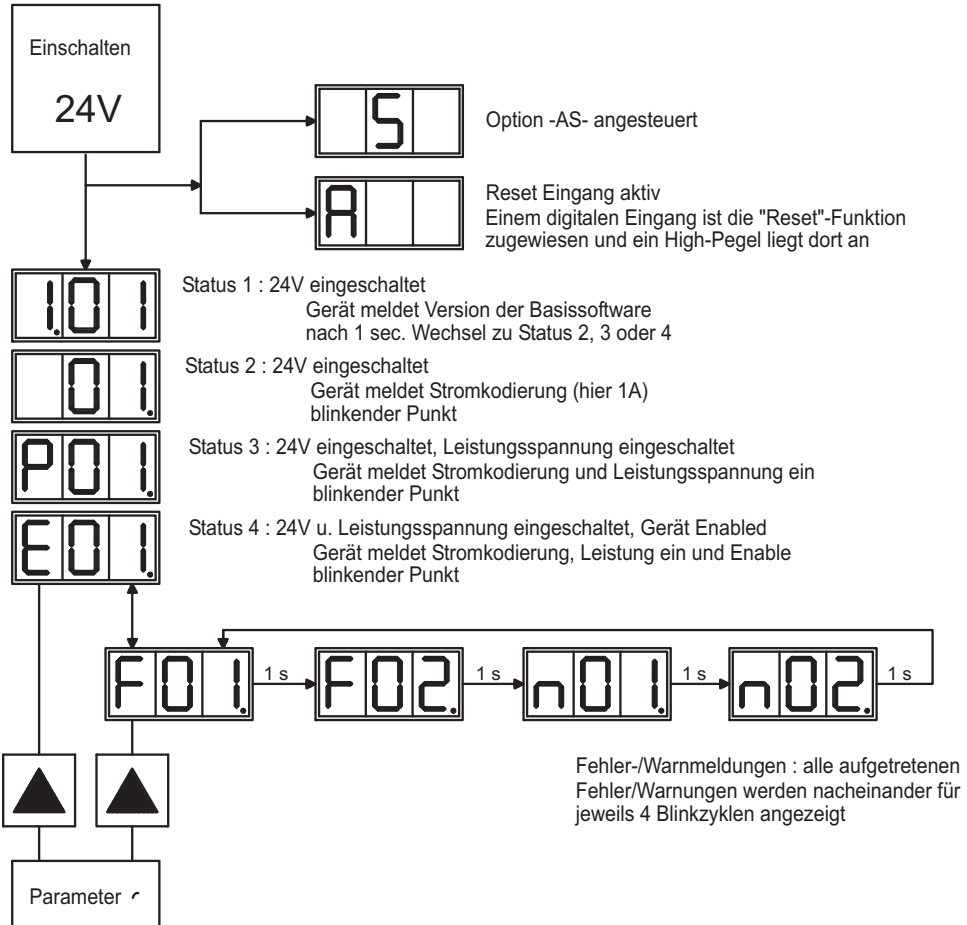 Einschalten
24V
S
Option -AS- angesteuert
A
Reset Eingang aktiv
Einem digitalen Eingang ist die "Reset"-Funktion
zugewiesen und ein High-Pegel liegt dort an
1.01
Status 1 : 24V eingeschaltet
Gerät meldet Version der Basissoftware
nach 1 sec. Wechsel zu Status 2, 3 oder 4
01.
Status 2 : 24V eingeschaltet
Gerät meldet Stromkodierung (hier 1A)
blinkender Punkt
P01.
Status 3 : 24V eingeschaltet, Leistungsspannung eingeschaltet
Gerät meldet Stromkodierung und Leistungsspannung ein
blinkender Punkt
E01.
Status 4 : 24V u. Leistungsspannung eingeschaltet, Gerät Enabled
Gerät meldet Stromkodierung, Leistung ein und Enable
blinkender Punkt
F01. 1 s F02. 1 s n01. 1 s n02. 1 s
Fehler-/Warnmeldungen : alle aufgetretenen
Fehler/Warnungen werden nacheinander für
jeweils 4 Blinkzyklen angezeigt
Parameter